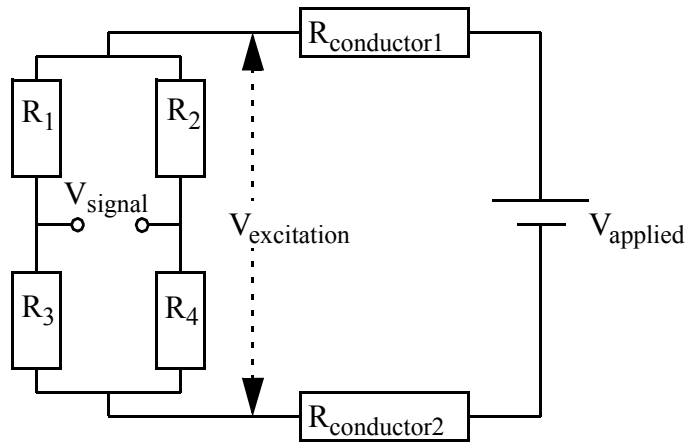 R_conductor1
R_1
R_2
V_signal
V_excitation
V_applied
R_3
R_4
R_conductor2